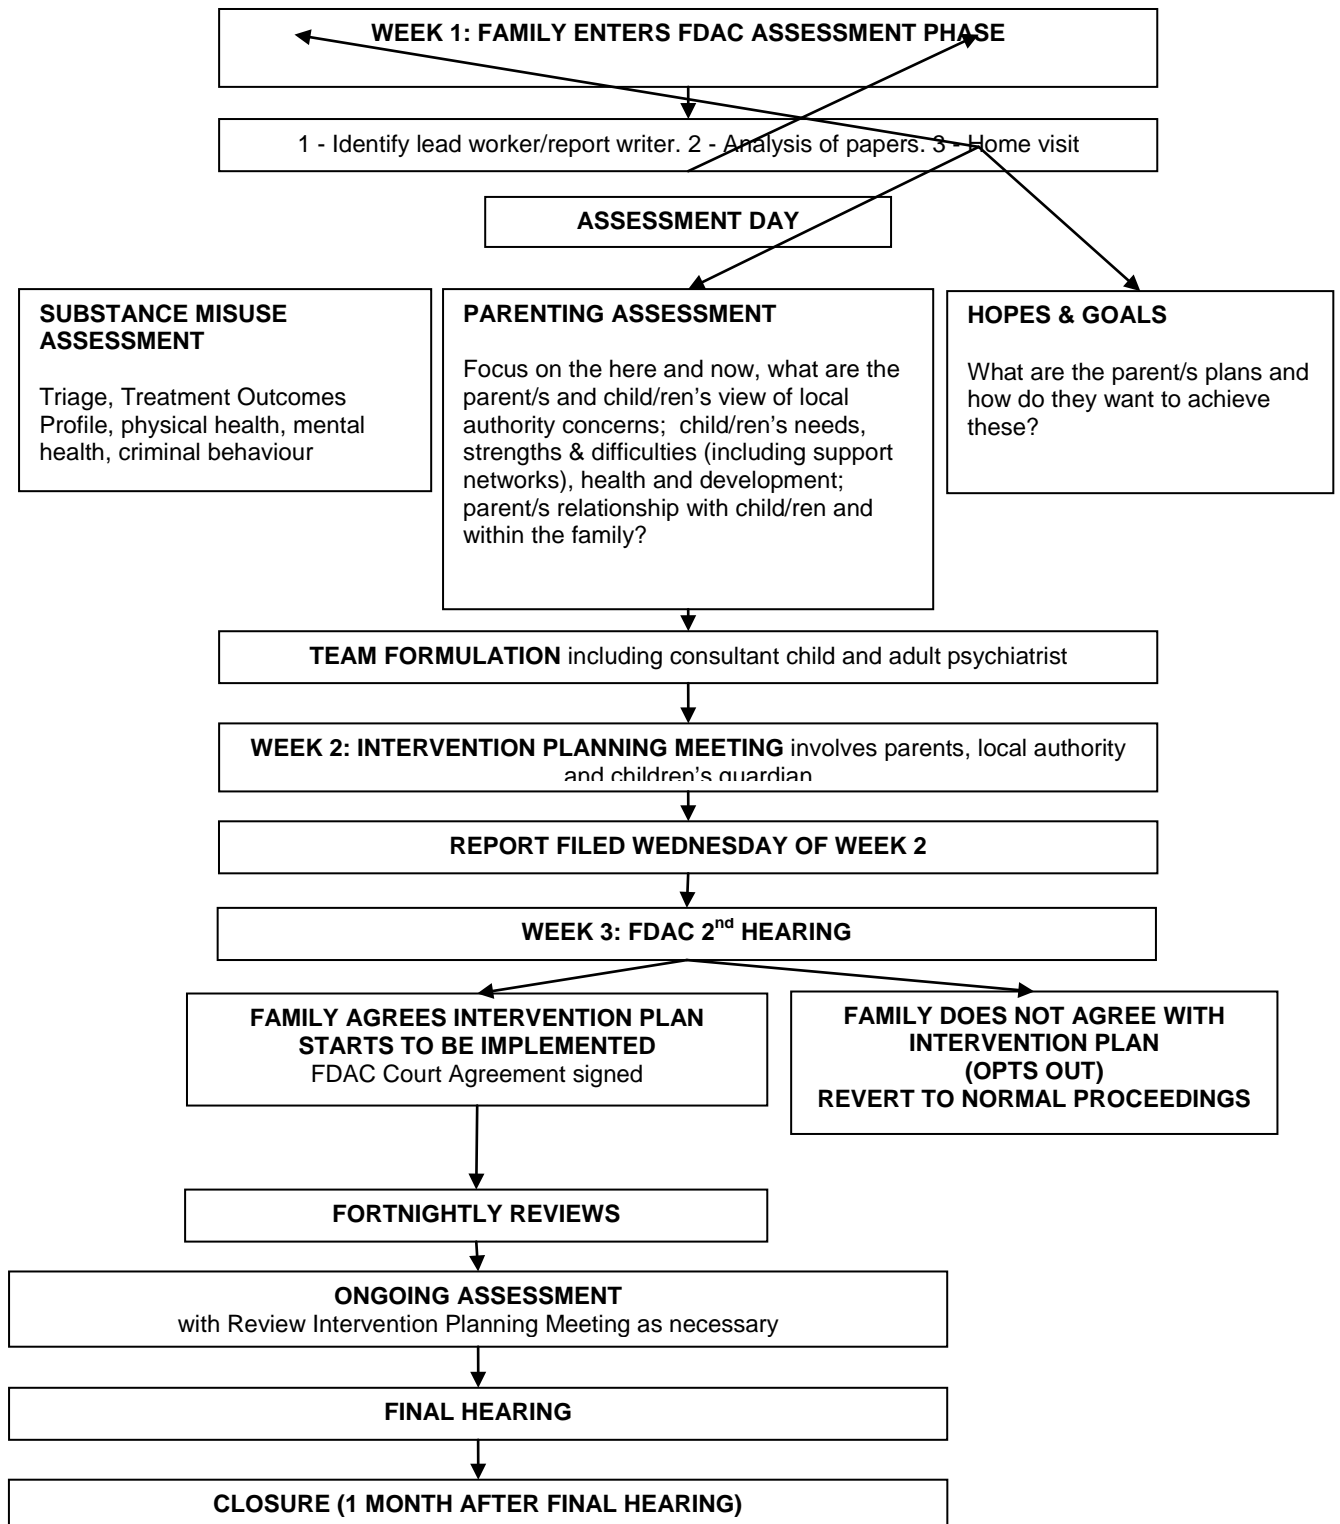 WEEK 1: FAMILY ENTERS FDAC ASSESSMENT PHASE
1 - Identify lead worker/report writer. 2 - Analysis of papers. 3 - Home visit
ASSESSMENT DAY
SUBSTANCE MISUSE
ASSESSMENT
Triage, Treatment Outcomes
Profile, physical health, mental
health, criminal behaviour
PARENTING ASSESSMENT
Focus on the here and now, what are the
parent/s and child/ren's view of local
authority concerns; child/ren's needs,
strengths & difficulties (including support
networks), health and development;
parent/s relationship with child/ren and
within the family?
HOPES & GOALS
What are the parent/s plans and
how do they want to achieve
these?
TEAM FORMULATION including consultant child and adult psychiatrist
WEEK 2: INTERVENTION PLANNING MEETING involves parents, local authority
and children's guardian
REPORT FILED WEDNESDAY OF WEEK 2
WEEK 3: FDAC 2nd HEARING
FAMILY AGREES INTERVENTION PLAN
STARTS TO BE IMPLEMENTED
FDAC Court Agreement signed
FAMILY DOES NOT AGREE WITH
INTERVENTION PLAN
(OPTS OUT)
REVERT TO NORMAL PROCEEDINGS
FORTNIGHTLY REVIEWS
ONGOING ASSESSMENT
with Review Intervention Planning Meeting as necessary
FINAL HEARING
CLOSURE (1 MONTH AFTER FINAL HEARING)